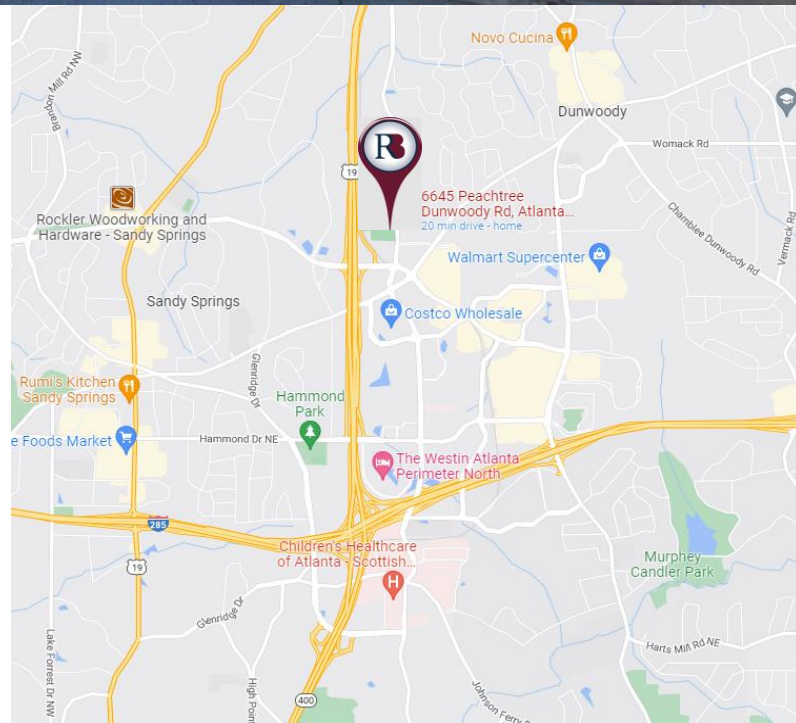 Novo Cucina
Brandon Mill Rd NW
Dunwoody
RB
19
Womack Rd
6645 Peachtree
Dunwoody Rd, Atlanta...
20 min drive - home
Chamblee Dunwoody Rd
Vermack Rd
Rockler Woodworking and
Hardware - Sandy Springs
Walmart Supercenter
Sandy Springs
Costco Wholesale
Glenridge Dr
Rumi's Kitchen
Sandy Springs
Hammond
Park
e Foods Market
Hammond Dr NE
The Westin Atlanta
Perimeter North
285
19
Children's Healthcare
of Atlanta - Scottish...
H
Murphey
Candler Park
Glenridge Dr
Lake Forrest Dr NW
Harts Mill Rd NE
400
High Poin
Johnson Ferry